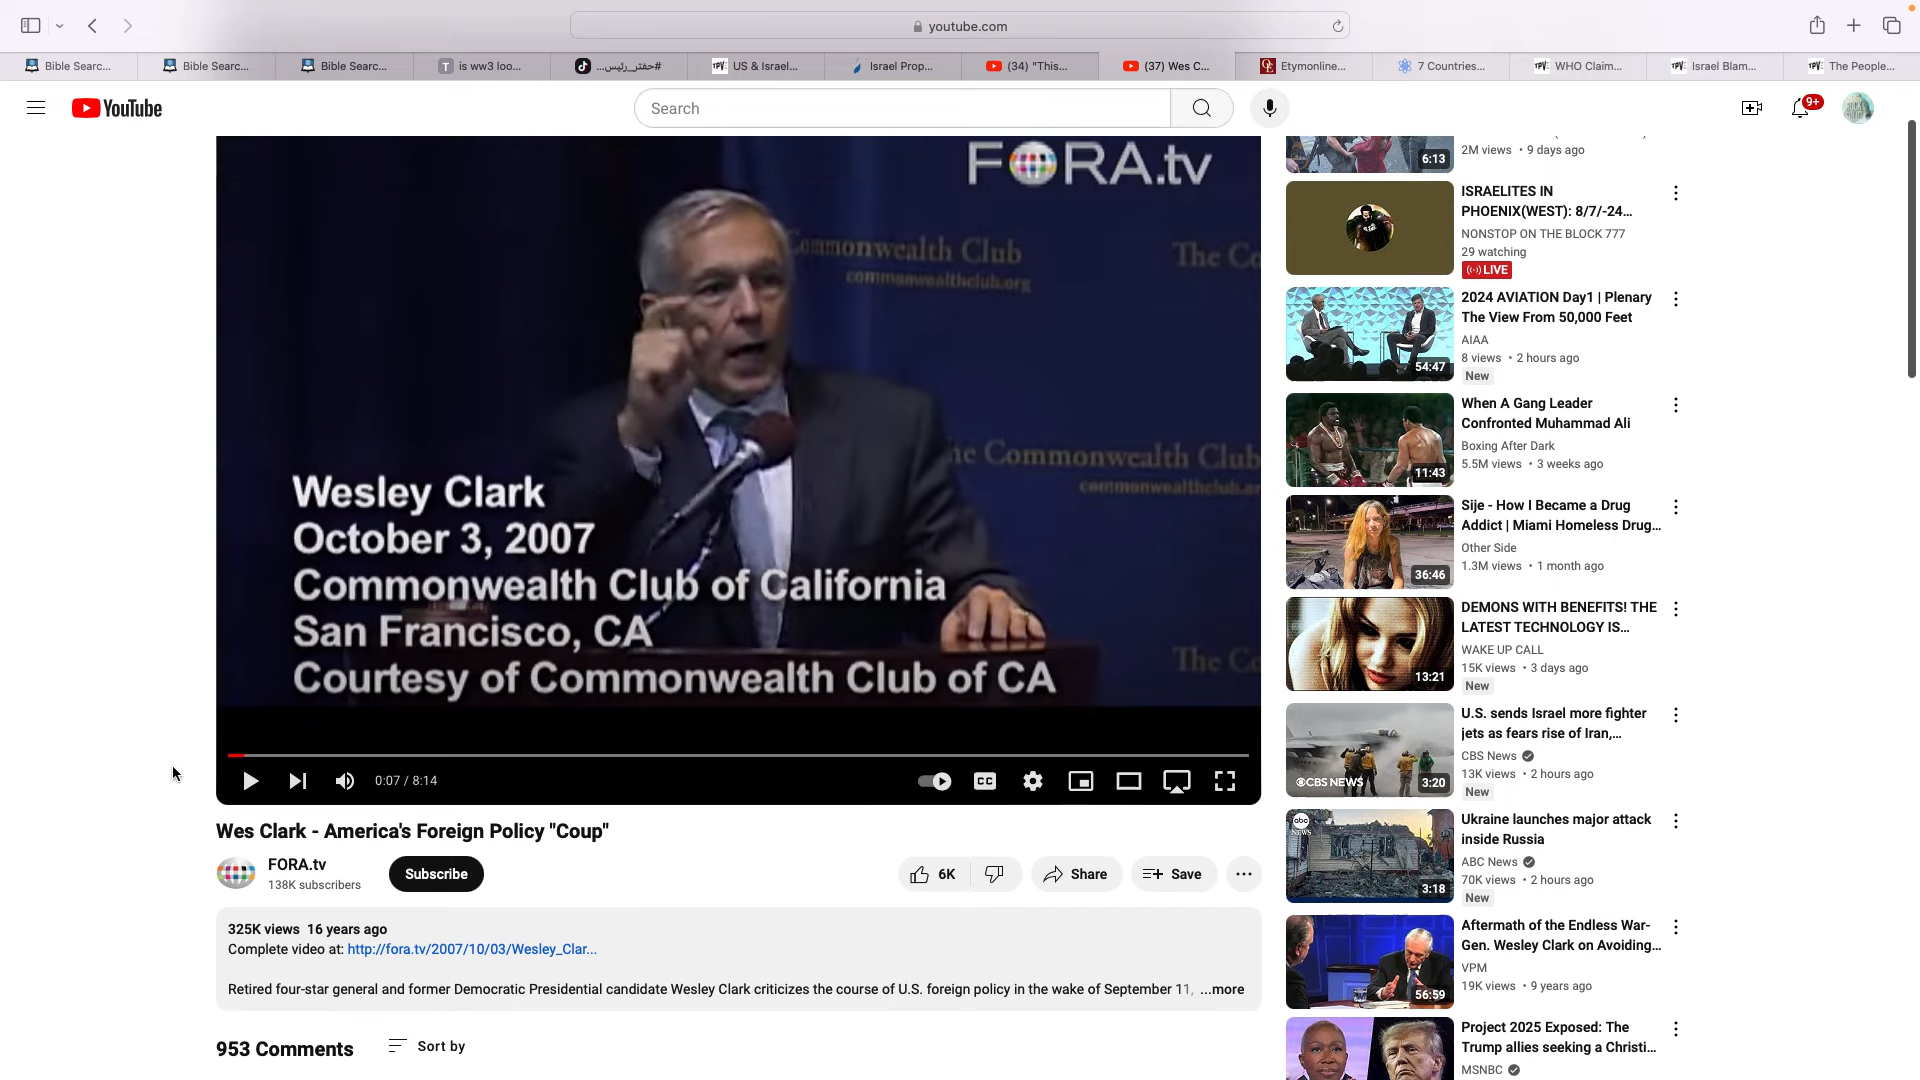 youtube.com
Bible Searc...
Bible Searc...
Bible Searc...
is ww3 loo...
#حفتر_رئيس...
US & Israel...
Israel Prop...
(34) "This...
(37) Wes C...
Etymonline...
7 Countries...
WHO Claim...
Israel Blam...
The People...
YouTube
Search
9+
FORA.tv
Commonwealth Club
commonwealthclub.org
The Co
The Commonwealth Club
commonwealthclub.or
The Co
Wesley Clark
October 3, 2007
Commonwealth Club of California
San Francisco, CA
Courtesy of Commonwealth Club of CA
0:07 / 8:14
CC
Wes Clark - America's Foreign Policy "Coup"
FORA.tv
138K subscribers
Subscribe
6K
Share
Save
325K views 16 years ago
Complete video at: http://fora.tv/2007/10/03/Wesley_Clar...
Retired four-star general and former Democratic Presidential candidate Wesley Clark criticizes the course of U.S. foreign policy in the wake of September 11, ...more
953 Comments
Sort by
6:13
2M views • 9 days ago
ISRAELITES IN
PHOENIX(WEST): 8/7/-24...
NONSTOP ON THE BLOCK 777
29 watching
LIVE
54:47
2024 AVIATION Day1 | Plenary
The View From 50,000 Feet
AIAA
8 views • 2 hours ago
New
11:43
When A Gang Leader
Confronted Muhammad Ali
Boxing After Dark
5.5M views • 3 weeks ago
36:46
Sije - How I Became a Drug
Addict | Miami Homeless Drug...
Other Side
1.3M views • 1 month ago
13:21
DEMONS WITH BENEFITS! THE
LATEST TECHNOLOGY IS...
WAKE UP CALL
15K views • 3 days ago
New
CBS NEWS
3:20
U.S. sends Israel more fighter
jets as fears rise of Iran,...
CBS News
13K views • 2 hours ago
New
abc
NEWS
3:18
Ukraine launches major attack
inside Russia
ABC News
70K views • 2 hours ago
New
56:59
Aftermath of the Endless War-
Gen. Wesley Clark on Avoiding...
VPM
19K views • 9 years ago
Project 2025 Exposed: The
Trump allies seeking a Christi...
MSNBC